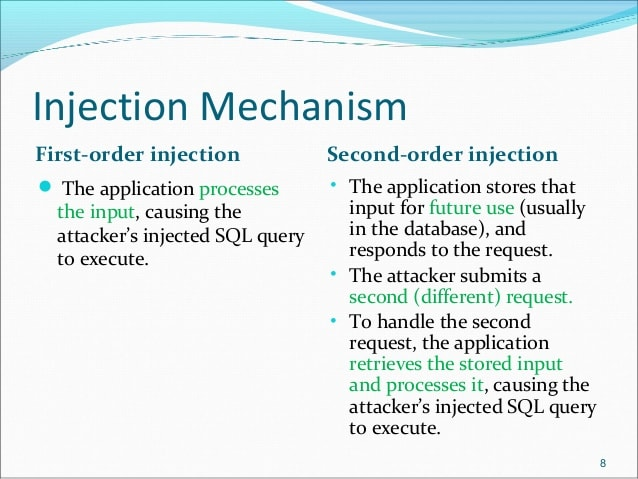 Injection Mechanism
First-order injection
The application processes
the input, causing the
attacker’s injected SQL query
to execute.
Second-order injection
• The application stores that
input for future use (usually
in the database), and
responds to the request.
• The attacker submits a
second (different) request.
• To handle the second
request, the application
retrieves the stored input
and processes it, causing the
attacker’s injected SQL query
to execute.
8